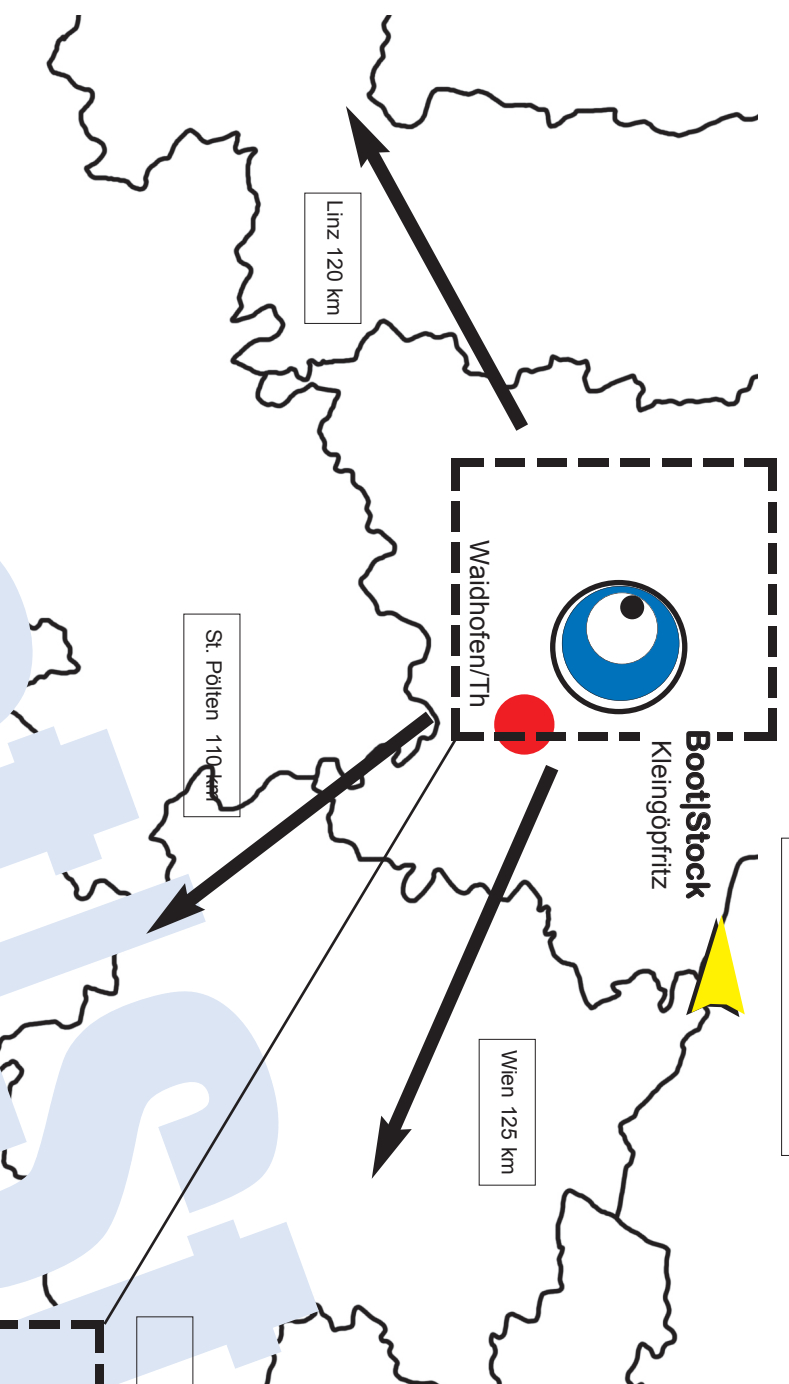 Boot|Stock
Kleingöpfritz
Waidhofen/Th
Linz 120 km
Wien 125 km
St. Pölten 110 km